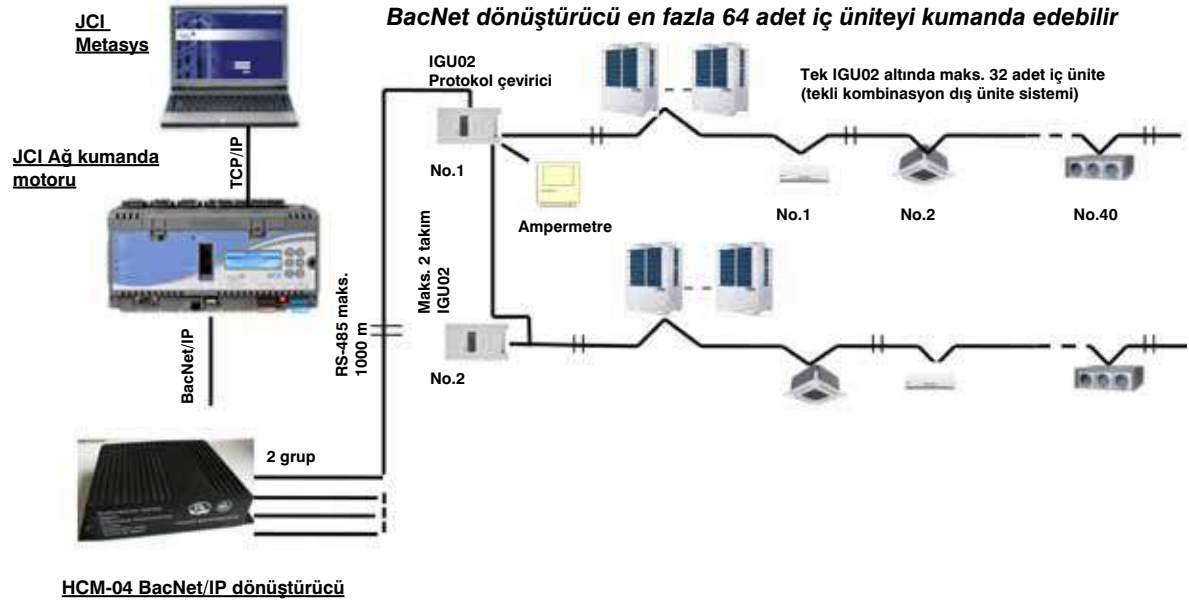 BacNet dönüştürücü en fazla 64 adet iç üniteyi kumanda edebilir
JCI
Metasys
IGU02
Protokol çevirici
Tek IGU02 altında maks. 32 adet iç ünite
(tekli kombinasyon dış ünite sistemi)
TCP/IP
JCI Ağ kumanda
motoru
No.1
Ampermetre
No.1
No.2
No.40
RS-485 maks.
1000 m
Maks. 2 takım
IGU02
BacNet/IP
No.2
2 grup
HCM-04 BacNet/IP dönüştürücü